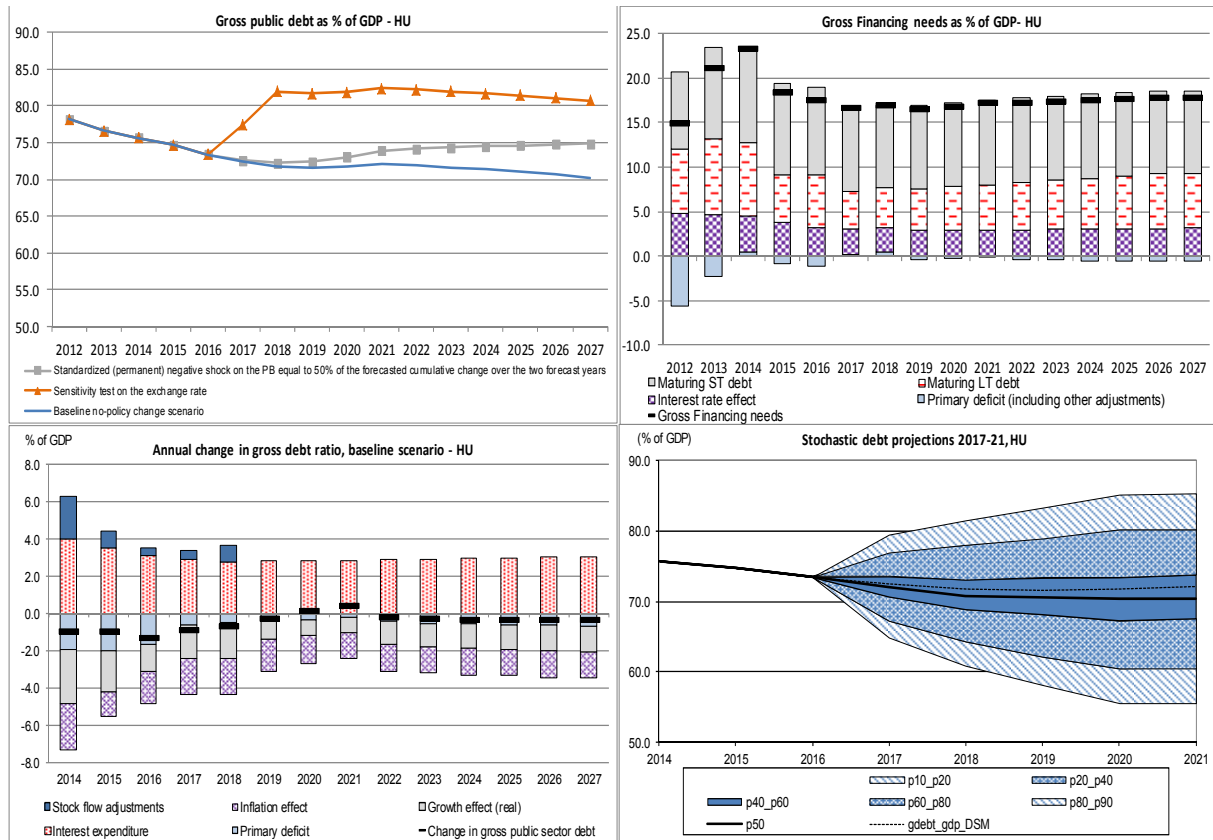 Gross public debt as % of GDP - HU
90.0
85.0
80.0
75.0
70.0
65.0
60.0
55.0
50.0
2012 2013 2014 2015 2016 2017 2018 2019 2020 2021 2022 2023 2024 2025 2026 2027
Standardized (permanent) negative shock on the PB equal to 50% of the forecasted cumulative change over the two forecast years
Sensitivity test on the exchange rate
Baseline no-policy change scenario
Gross Financing needs as % of GDP- HU
25.0
20.0
15.0
10.0
5.0
0.0
-5.0
-10.0
2012 2013 2014 2015 2016 2017 2018 2019 2020 2021 2022 2023 2024 2025 2026 2027
Maturing ST debt Maturing LT debt
Interest rate effect Primary deficit (including other adjustments)
Gross Financing needs
% of GDP
Annual change in gross debt ratio, baseline scenario - HU
8.0
6.0
4.0
2.0
0.0
-2.0
-4.0
-6.0
-8.0
2014 2015 2016 2017 2018 2019 2020 2021 2022 2023 2024 2025 2026 2027
Stock flow adjustments Inflation effect Growth effect (real)
Interest expenditure Primary deficit Change in gross public sector debt
(% of GDP)
Stochastic debt projections 2017-21, HU
90.0
80.0
70.0
60.0
50.0
2014 2015 2016 2017 2018 2019 2020 2021
p10_p20 p20_p40
p40_p60 p60_p80 p80_p90
p50 gdebt_gdp_DSM